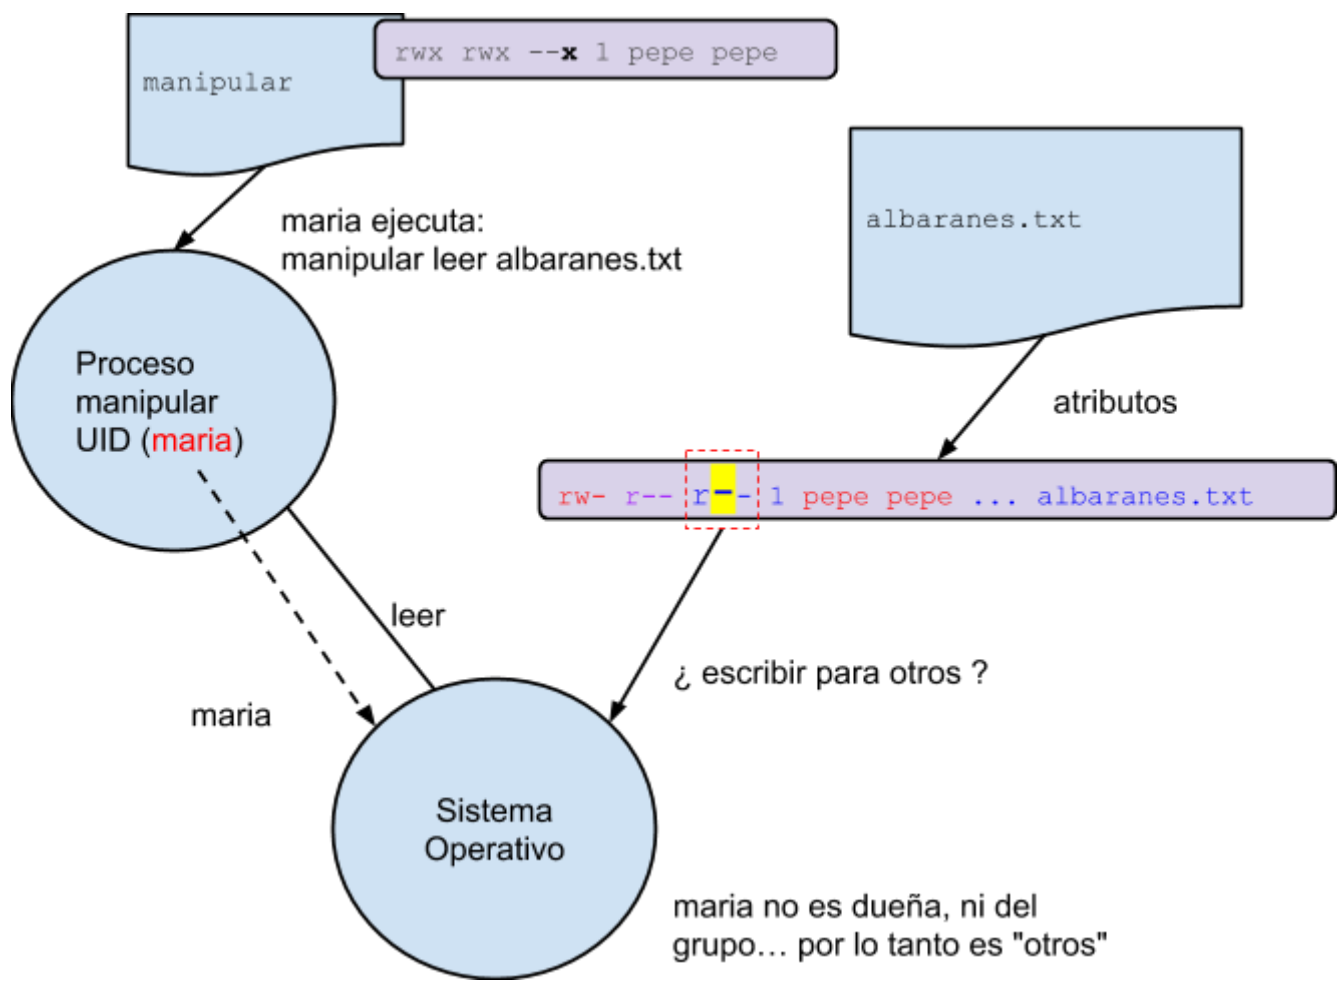 rwx rwx --x 1 pepe pepe
manipular
albaranes.txt
maria ejecuta:
manipular leer albaranes.txt
Proceso
manipular
UID (maria)
atributos
rw- r-- r-- 1 pepe pepe ... albaranes.txt
leer
¿ escribir para otros ?
maria
Sistema
Operativo
maria no es dueña, ni del
grupo… por lo tanto es "otros"